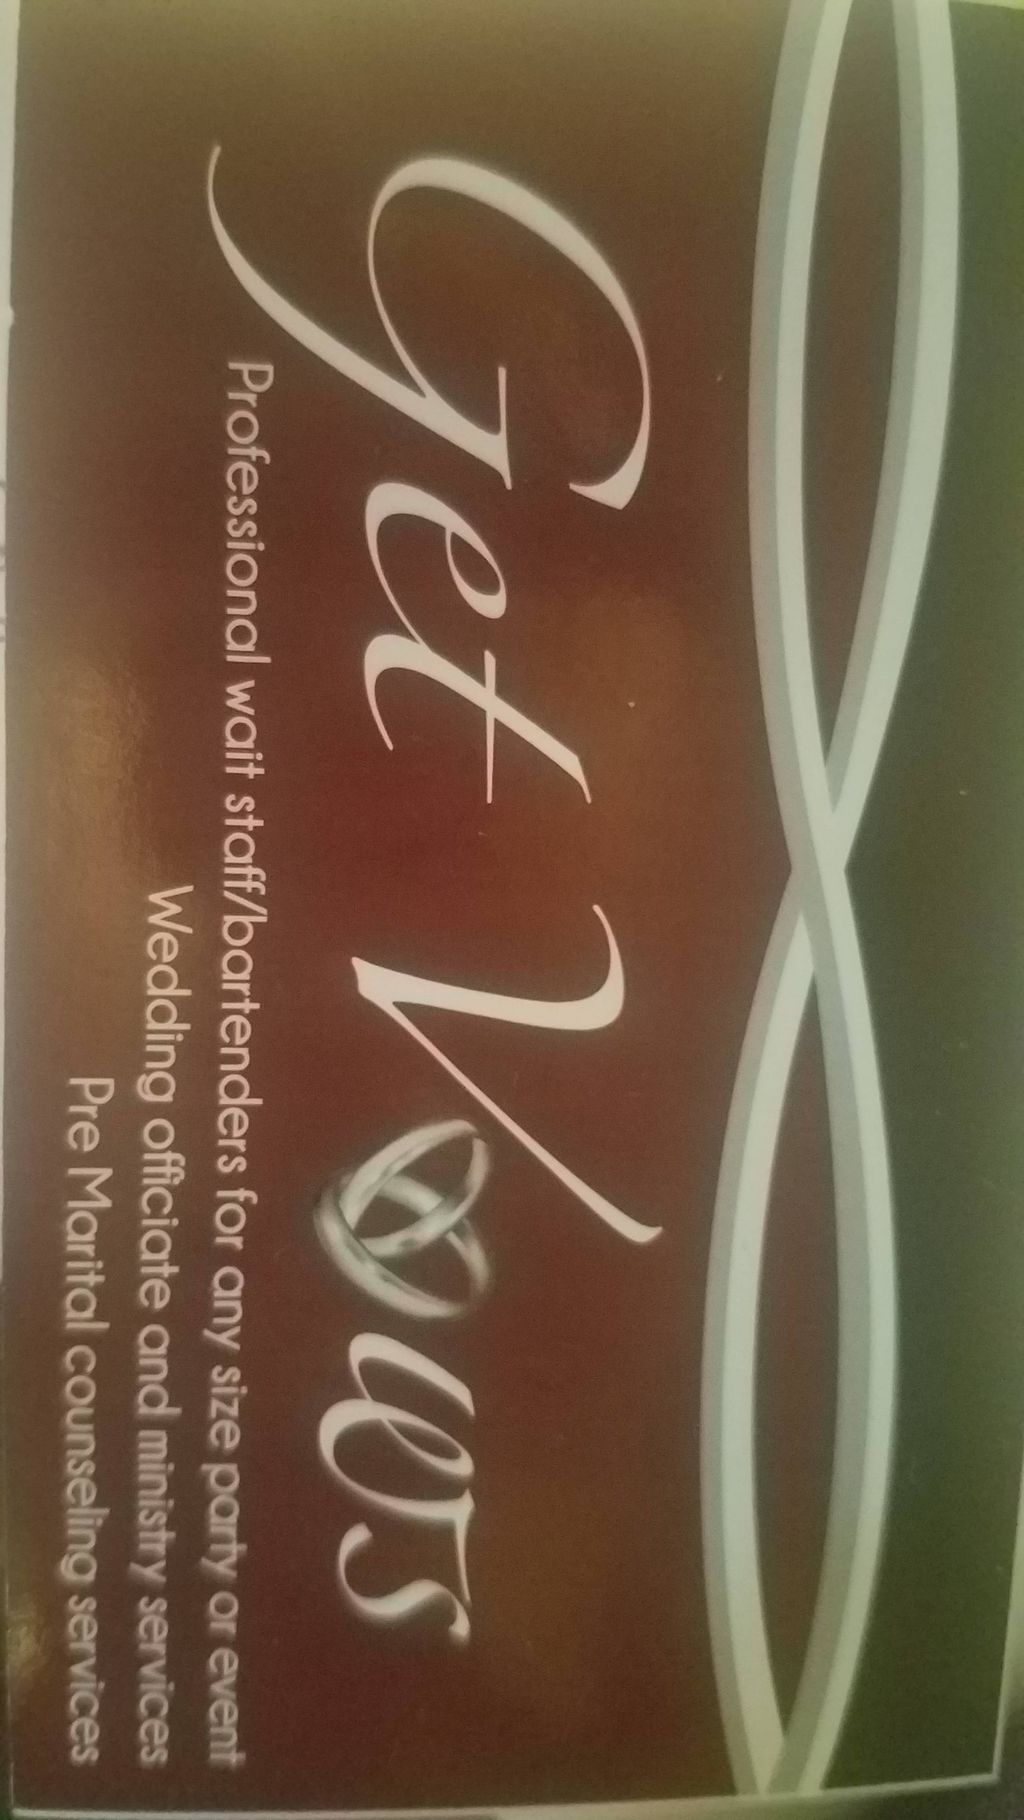 Get Vows
Professional wait staff/bartenders for any size party or event
Wedding officiate and ministry services
Pre Marital counseling services